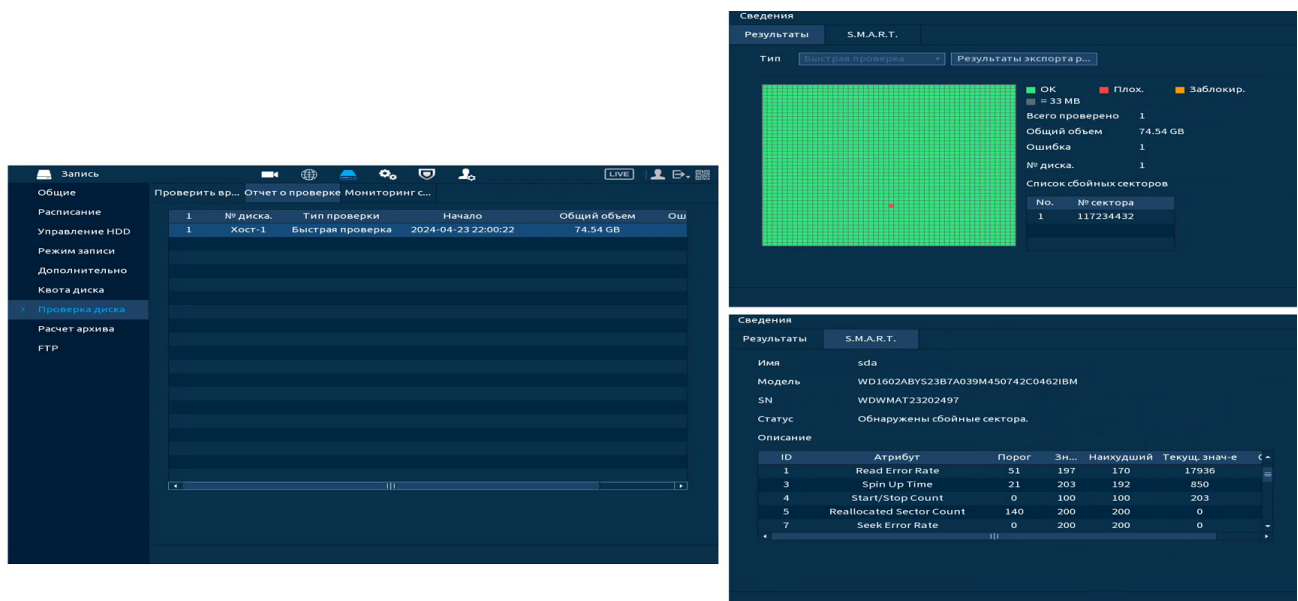 Запись
LIVE
Общие
Расписание
Управление HDD
Режим записи
Дополнительно
Квота диска
Проверка диска
Расчет архива
FTP
Проверить вр... Отчет о проверке Мониторинг с...
1 № диска. Тип проверки Начало Общий объем Ош
1 Хост-1 Быстрая проверка 2024-04-23 22:00:22 74.54 GB
Сведения
Результаты S.M.A.R.T.
Тип Быстрая проверка Результаты экспорта р...
ОК Плох. Заблокир.
= 33 MB
Всего проверено 1
Общий объем 74.54 GB
Ошибка 1
№ диска. 1
Список сбойных секторов
No. № сектора
1 117234432
Сведения
Результаты S.M.A.R.T.
Имя sda
Модель WD1602ABYS23B7A039M450742C0462IBM
SN WDWMAT23202497
Статус Обнаружены сбойные сектора.
Описание
ID Атрибут Порог Зн... Наихудший Текущ. знач-е
1 Read Error Rate 51 197 170 17936
3 Spin Up Time 21 203 192 850
4 Start/Stop Count 0 100 100 203
5 Reallocated Sector Count 140 200 200 0
7 Seek Error Rate 0 200 200 0